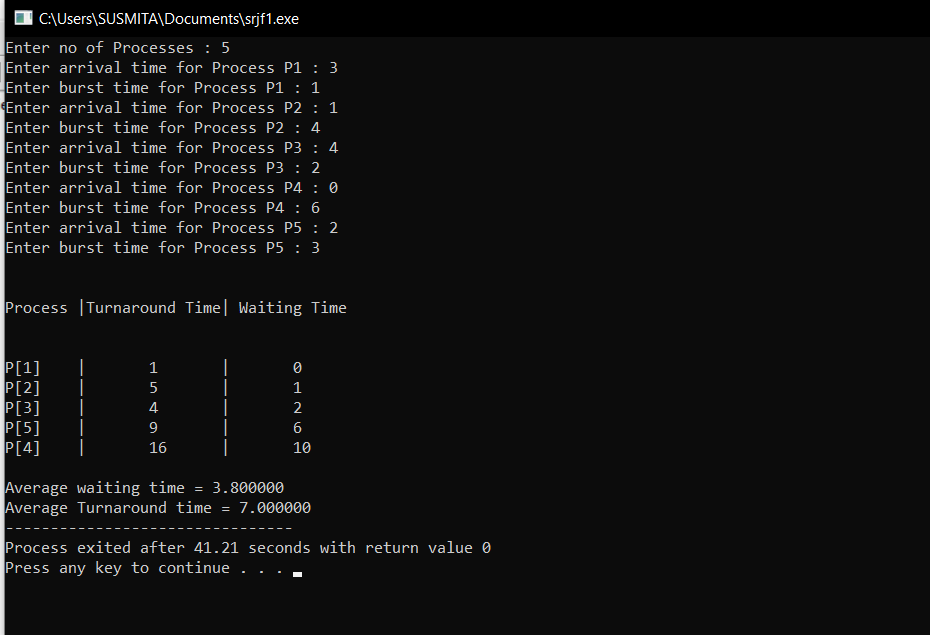 C:\Users\SUSMITA\Documents\srjf1.exe
Enter no of Processes : 5
Enter arrival time for Process P1 : 3
Enter burst time for Process P1 : 1
Enter arrival time for Process P2 : 1
Enter burst time for Process P2 : 4
Enter arrival time for Process P3 : 4
Enter burst time for Process P3 : 2
Enter arrival time for Process P4 : 0
Enter burst time for Process P4 : 6
Enter arrival time for Process P5 : 2
Enter burst time for Process P5 : 3
Process |Turnaround Time| Waiting Time
P[1]    |       1       |       0
P[2]    |       5       |       1
P[3]    |       4       |       2
P[5]    |       9       |       6
P[4]    |       16      |       10
Average waiting time = 3.800000
Average Turnaround time = 7.000000
--------------------------------
Process exited after 41.21 seconds with return value 0
Press any key to continue . . .